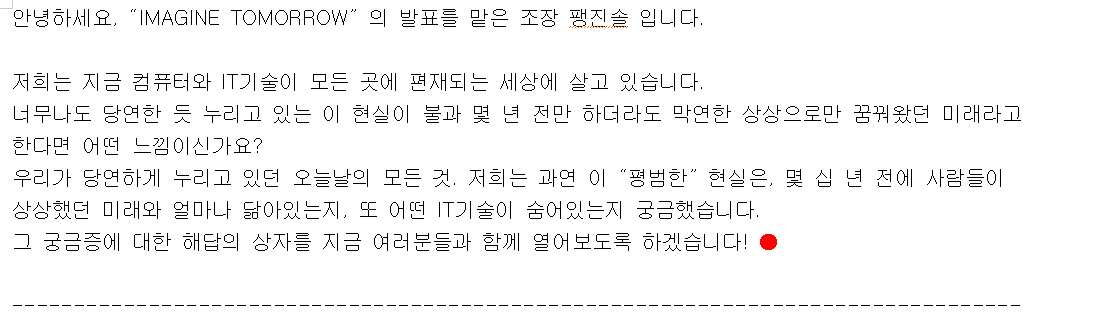 안녕하세요, “IMAGINE TOMORROW” 의 발표를 맡은 조장 팽진솔 입니다.
저희는 지금 컴퓨터와 IT기술이 모든 곳에 편재되는 세상에 살고 있습니다.
너무나도 당연한 듯 누리고 있는 이 현실이 불과 몇 년 전만 하더라도 막연한 상상으로만 꿈꿔왔던 미래라고
한다면 어떤 느낌이신가요?
우리가 당연하게 누리고 있던 오늘날의 모든 것. 저희는 과연 이 “평범한” 현실은, 몇 십 년 전에 사람들이
상상했던 미래와 얼마나 닮아있는지, 또 어떤 IT기술이 숨어있는지 궁금했습니다.
그 궁금증에 대한 해답의 상자를 지금 여러분들과 함께 열어보도록 하겠습니다!